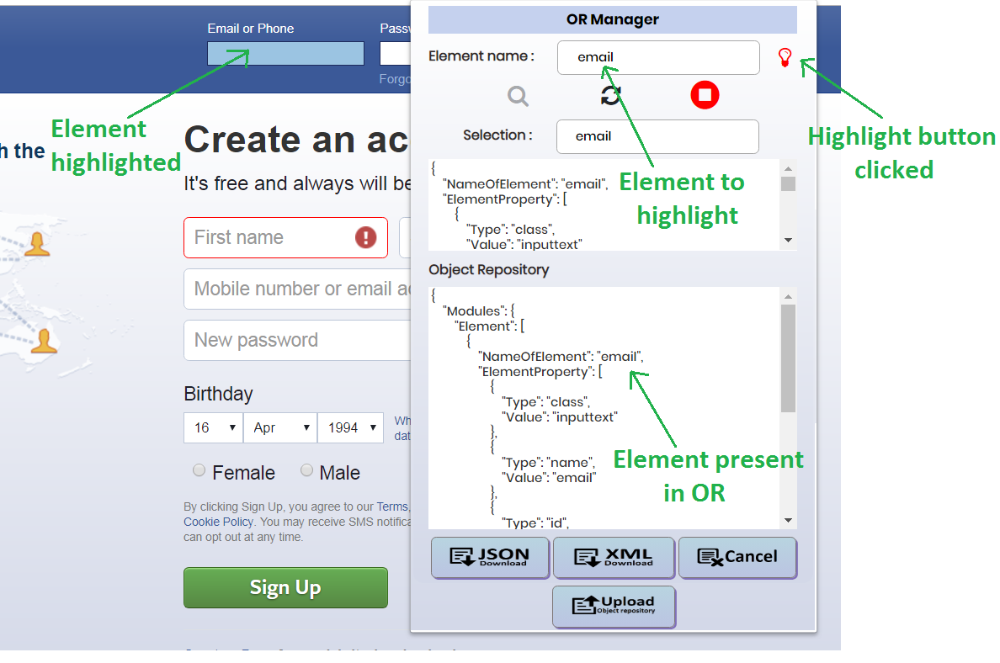 Email or Phone
Passw
Forgo
Element
highlighted
h the
Create an acc
It's free and always will be
First name
Mobile number or email a
New password
Birthday
16 Apr 1994
Wh
dat
Female Male
By clicking Sign Up, you agree to our Terms,
Cookie Policy. You may receive SMS notifica
can opt out at any time.
Sign Up
OR Manager
Element name :
email
Selection :
email
{
"NameOfElement": "email",
"ElementProperty": [
{
"Type": "class",
"Value": "inputtext"
Object Repository
{
"Modules": {
"Element": [
{
"NameOfElement": "email",
"ElementProperty": [
{
"Type": "class",
"Value": "inputtext"
},
{
"Type": "name",
"Value": "email"
},
{
"Type": "id",
JSON
Download
XML
Download
Cancel
Upload
Object repository
Highlight button
clicked
Element to
highlight
Element present
in OR